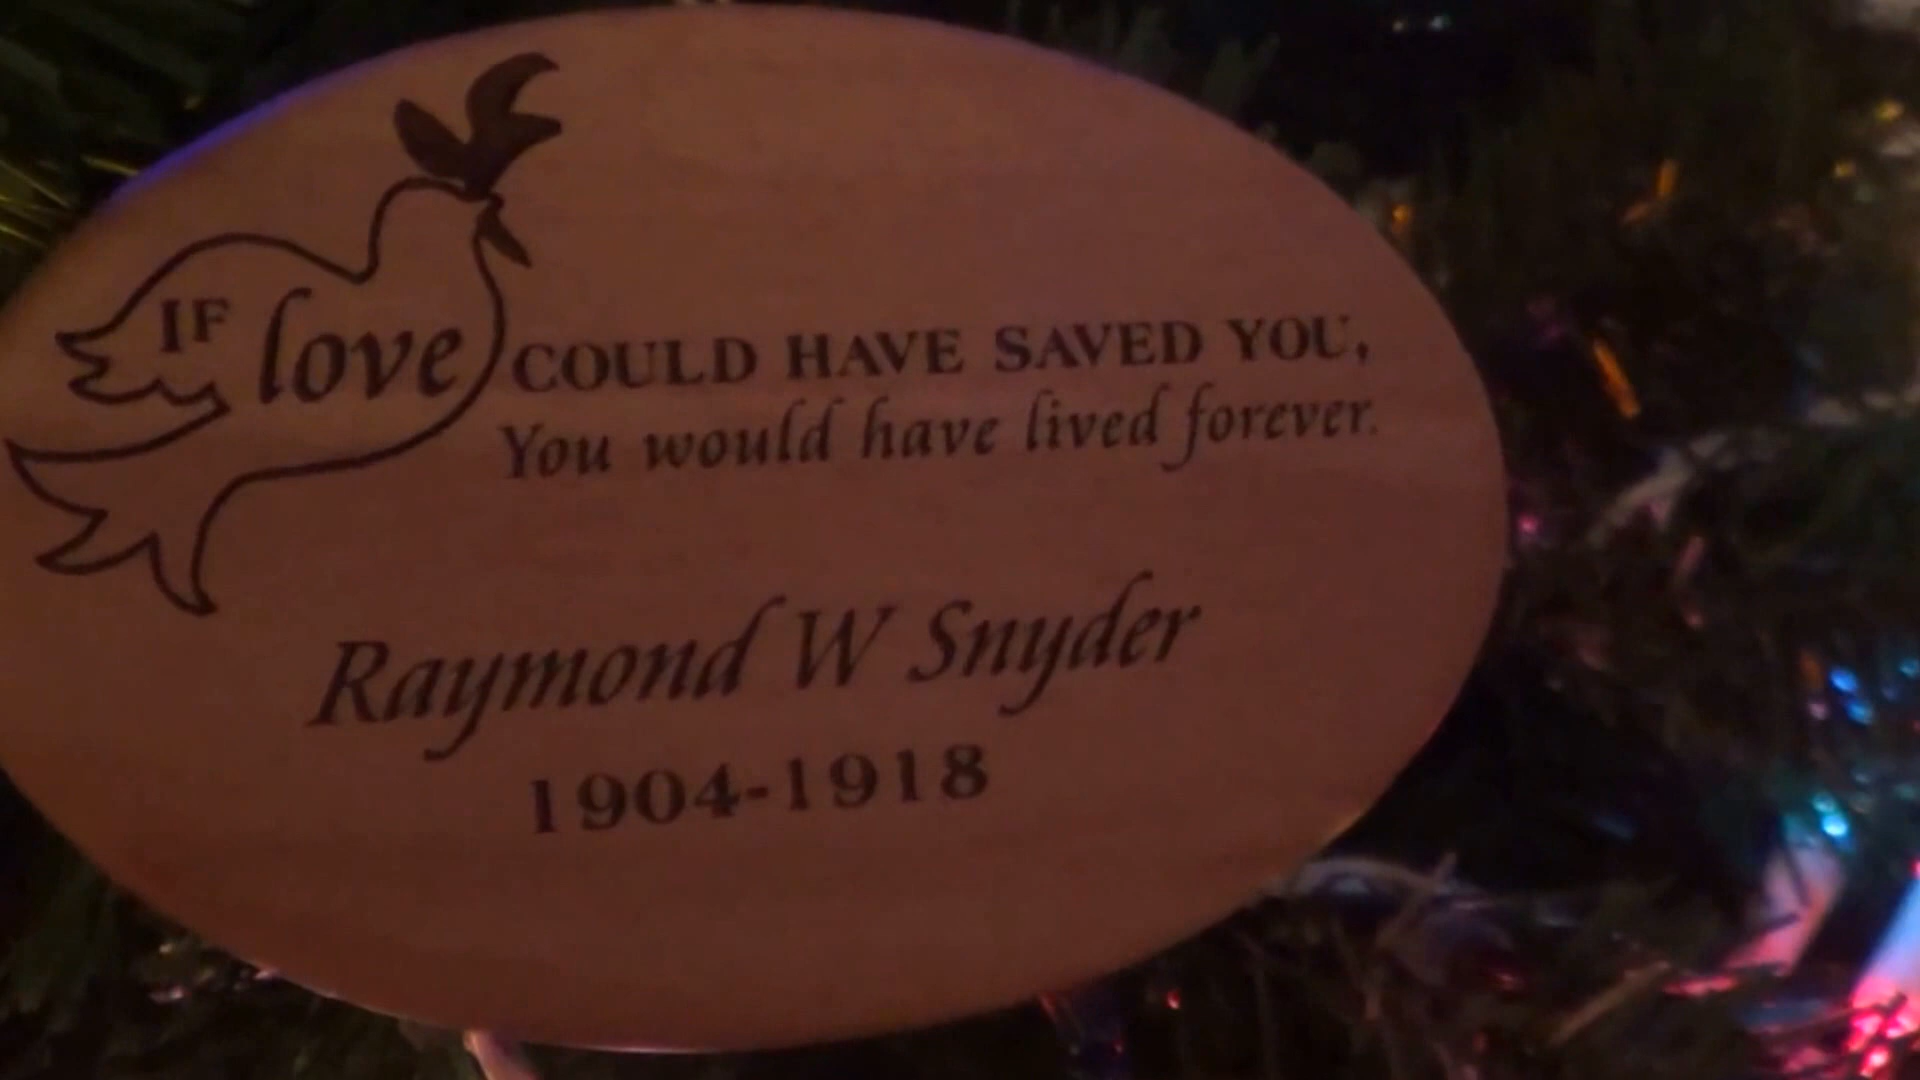 IF love COULD HAVE SAVED YOU,
You would have lived forever.
Raymond W Snyder
1904-1918